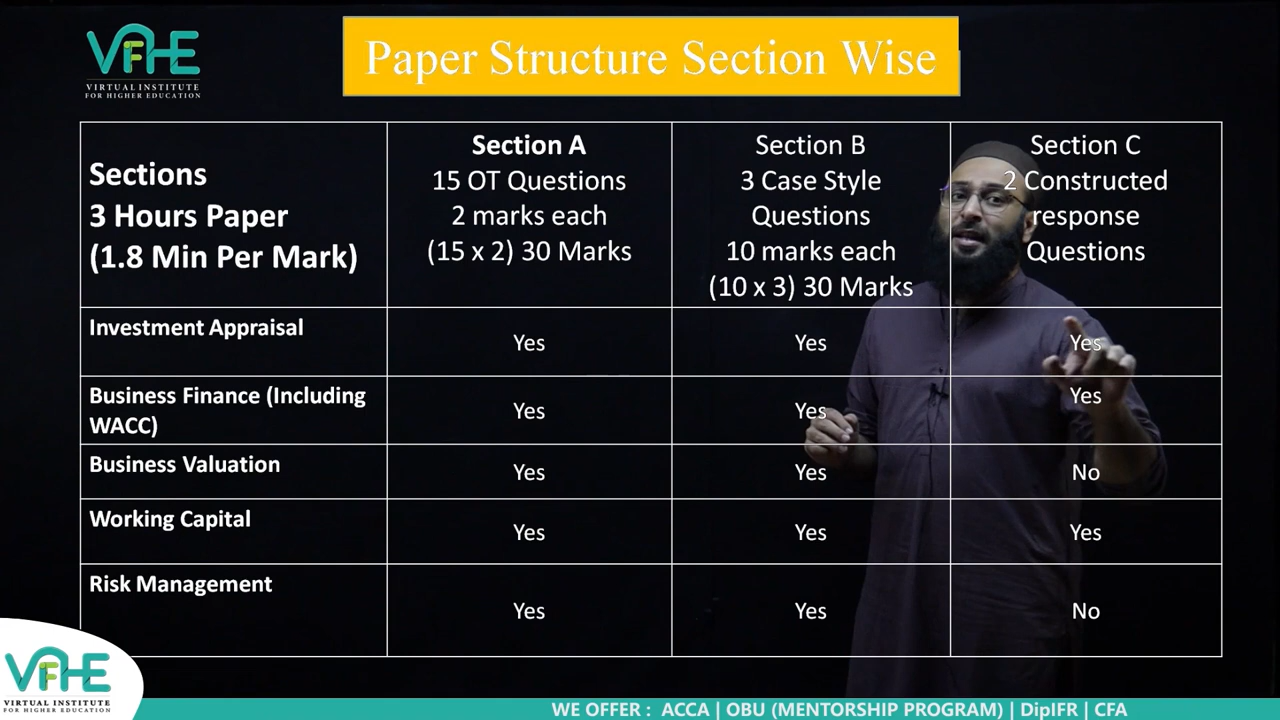 VFHE
VIRTUAL INSTITUTE
FOR HIGHER EDUCATION
Paper Structure Section Wise
Sections
3 Hours Paper
(1.8 Min Per Mark)
Section A
15 OT Questions
2 marks each
(15 x 2) 30 Marks
Section B
3 Case Style
Questions
10 marks each
(10 x 3) 30 Marks
Section C
2 Constructed
response
Questions
Investment Appraisal
Yes
Yes
Yes
Business Finance (Including
WACC)
Yes
Yes
Yes
Business Valuation
Yes
Yes
No
Working Capital
Yes
Yes
Yes
Risk Management
Yes
Yes
No
VFHE
VIRTUAL INSTITUTE
FOR HIGHER EDUCATION
WE OFFER : ACCA | OBU (MENTORSHIP PROGRAM) | DipIFR | CFA